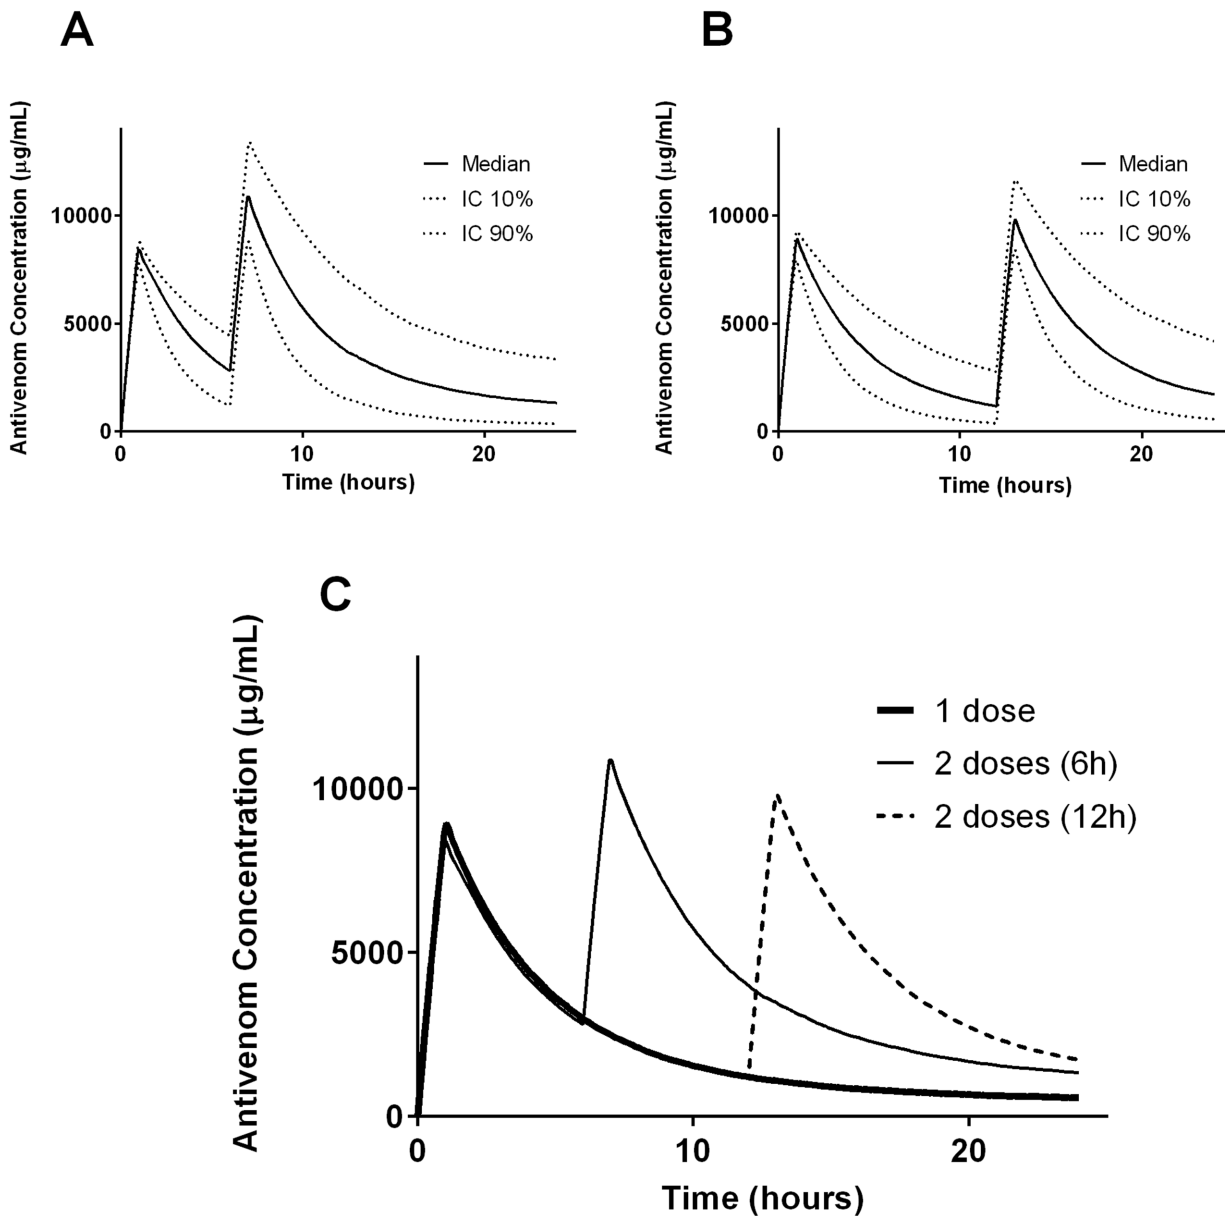 A
Antivenom Concentration (µg/mL)
10000
5000
0
0
10
20
Time (hours)
Median
IC 10%
IC 90%
B
Antivenom Concentration (µg/mL)
10000
5000
0
0
10
20
Time (hours)
Median
IC 10%
IC 90%
C
Antivenom Concentration (µg/mL)
10000
5000
0
0
10
20
Time (hours)
1 dose
2 doses (6h)
2 doses (12h)